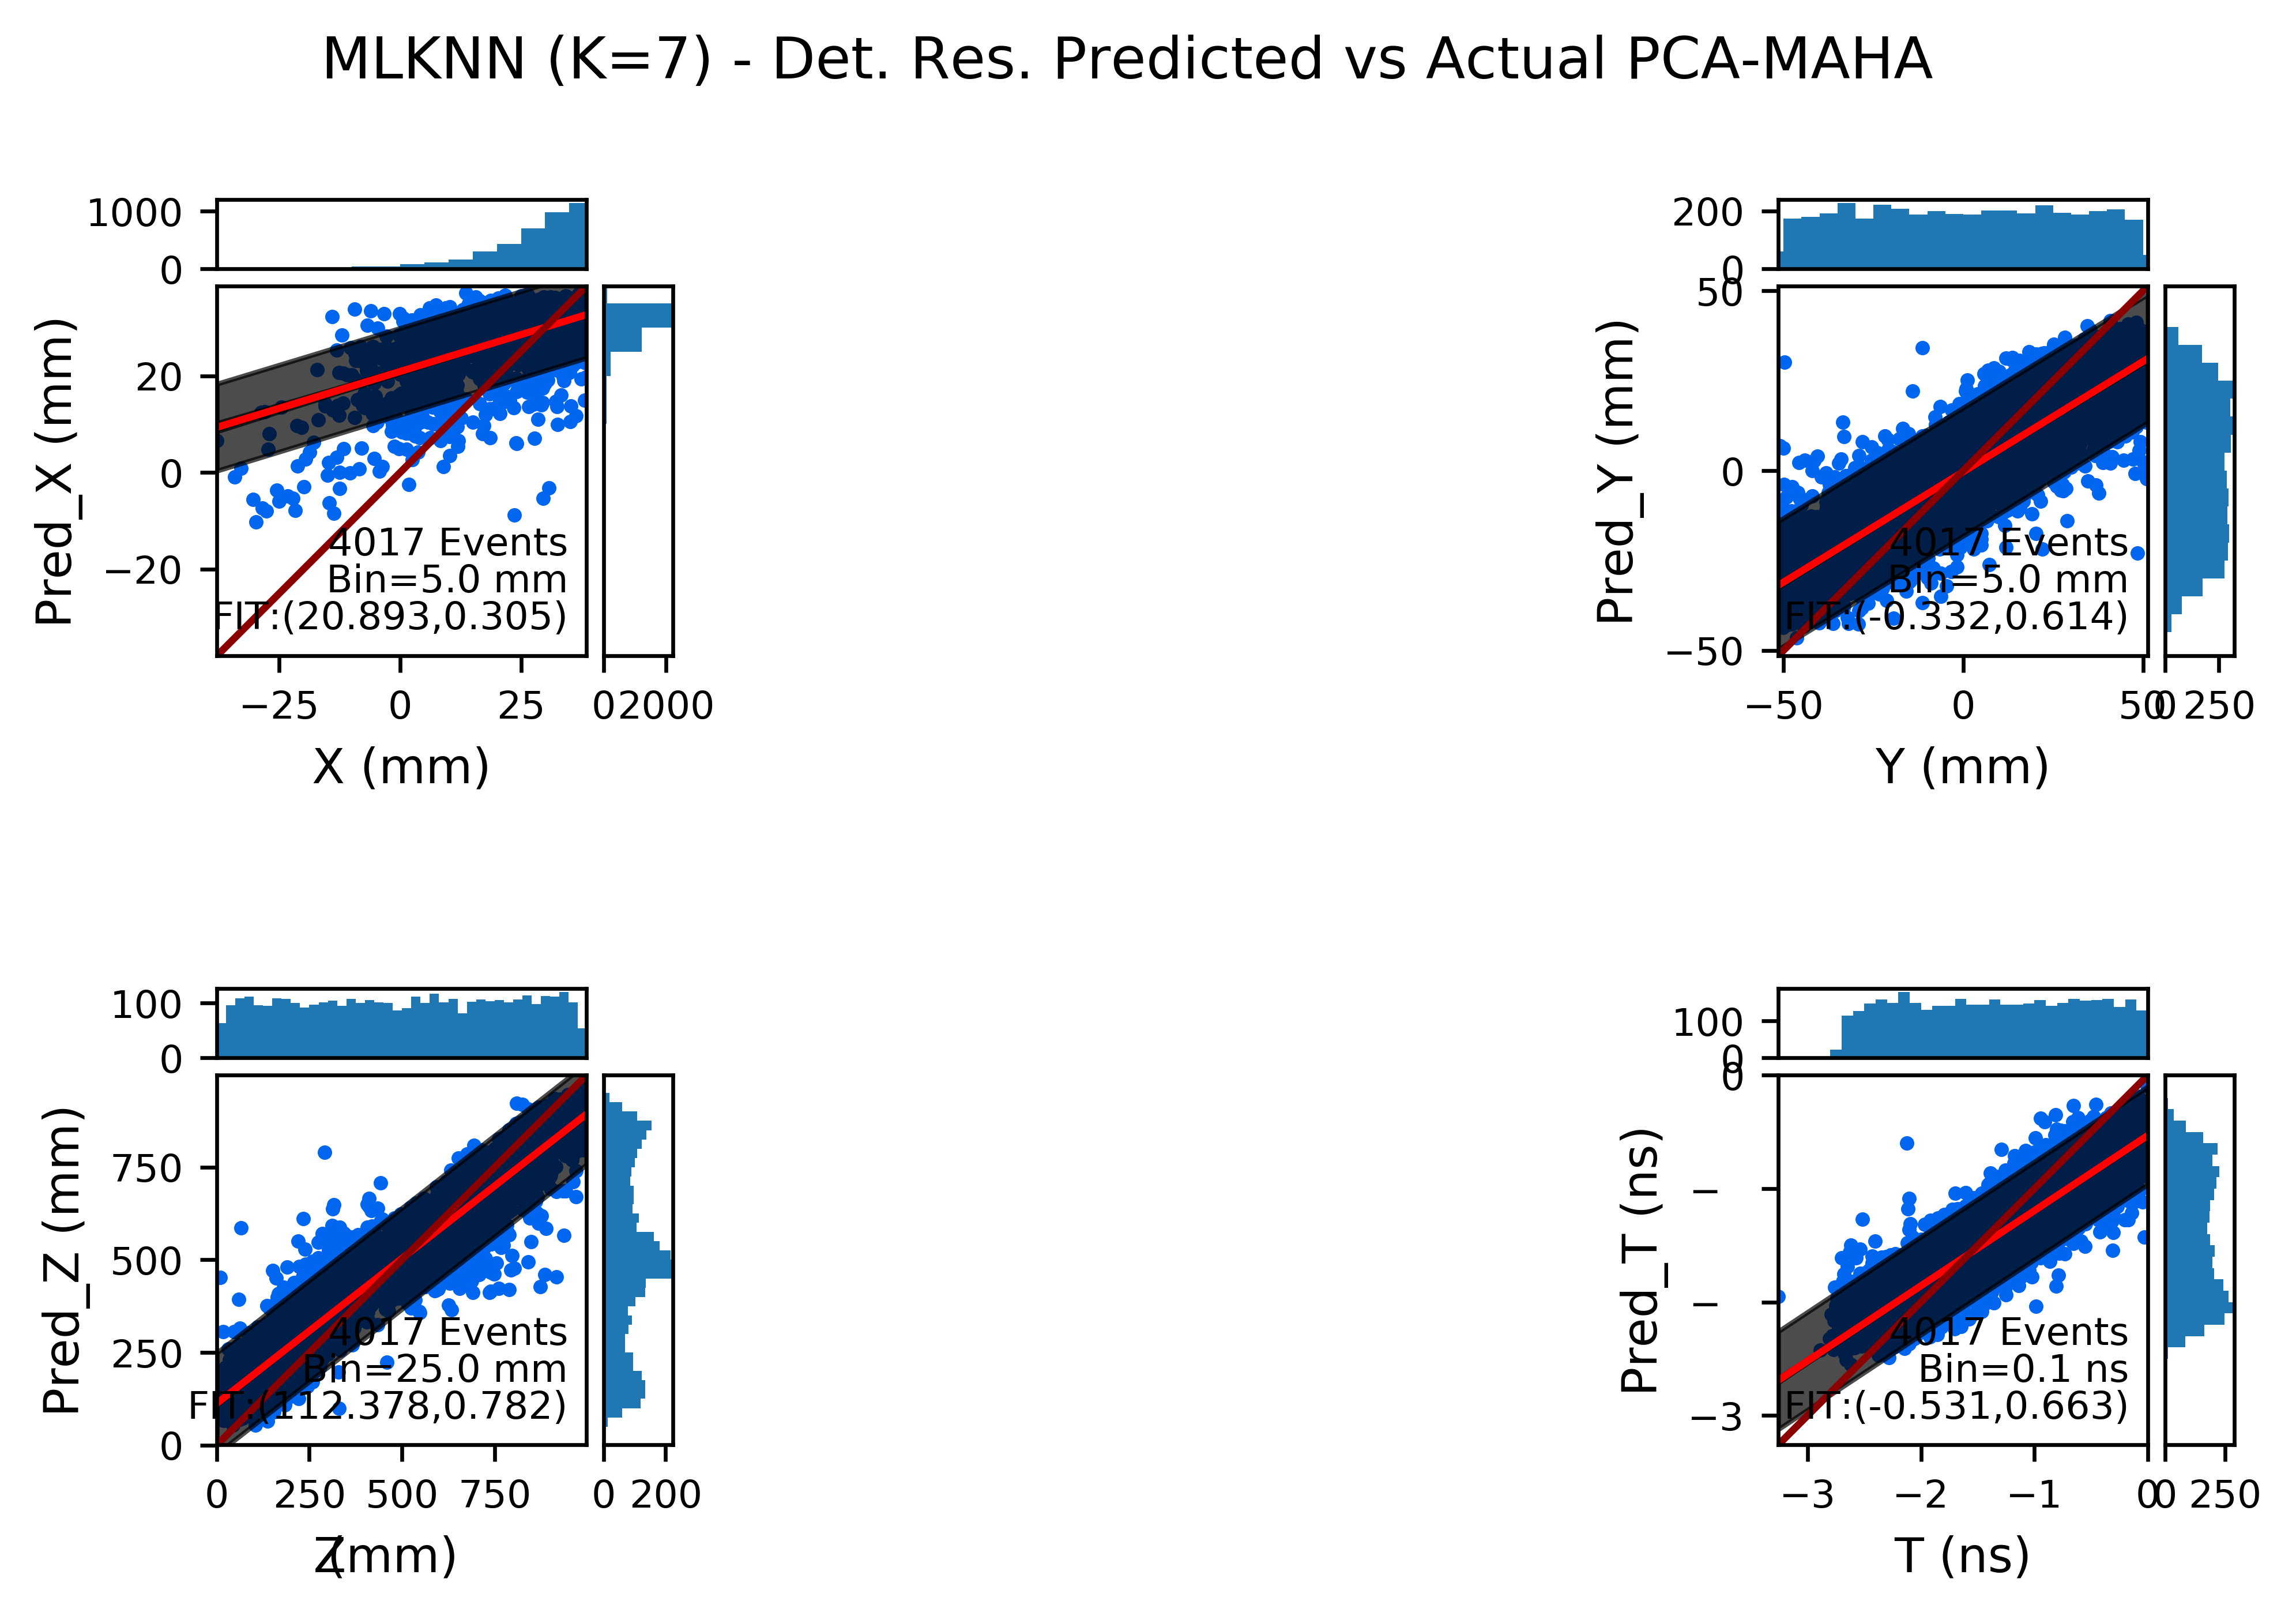 MLKNN (K=7) - Det. Res. Predicted vs Actual PCA-MAHA
1000
0
Pred_X (mm)
20
0
−20
4017 Events
Bin=5.0 mm
FIT:(20.893,0.305)
−25 0 25
0 2000
X (mm)
200
0
Pred_Y (mm)
50
0
−50
4017 Events
Bin=5.0 mm
FIT:(-0.332,0.614)
−50 0 50
0 250
Y (mm)
100
0
Pred_Z (mm)
750
500
250
0
4017 Events
Bin=25.0 mm
FIT:(112.378,0.782)
0 250 500 750
0 200
Z (mm)
100
0
Pred_T (ns)
0
−
−
−3
4017 Events
Bin=0.1 ns
FIT:(-0.531,0.663)
−3 −2 −1 0
0 250
T (ns)